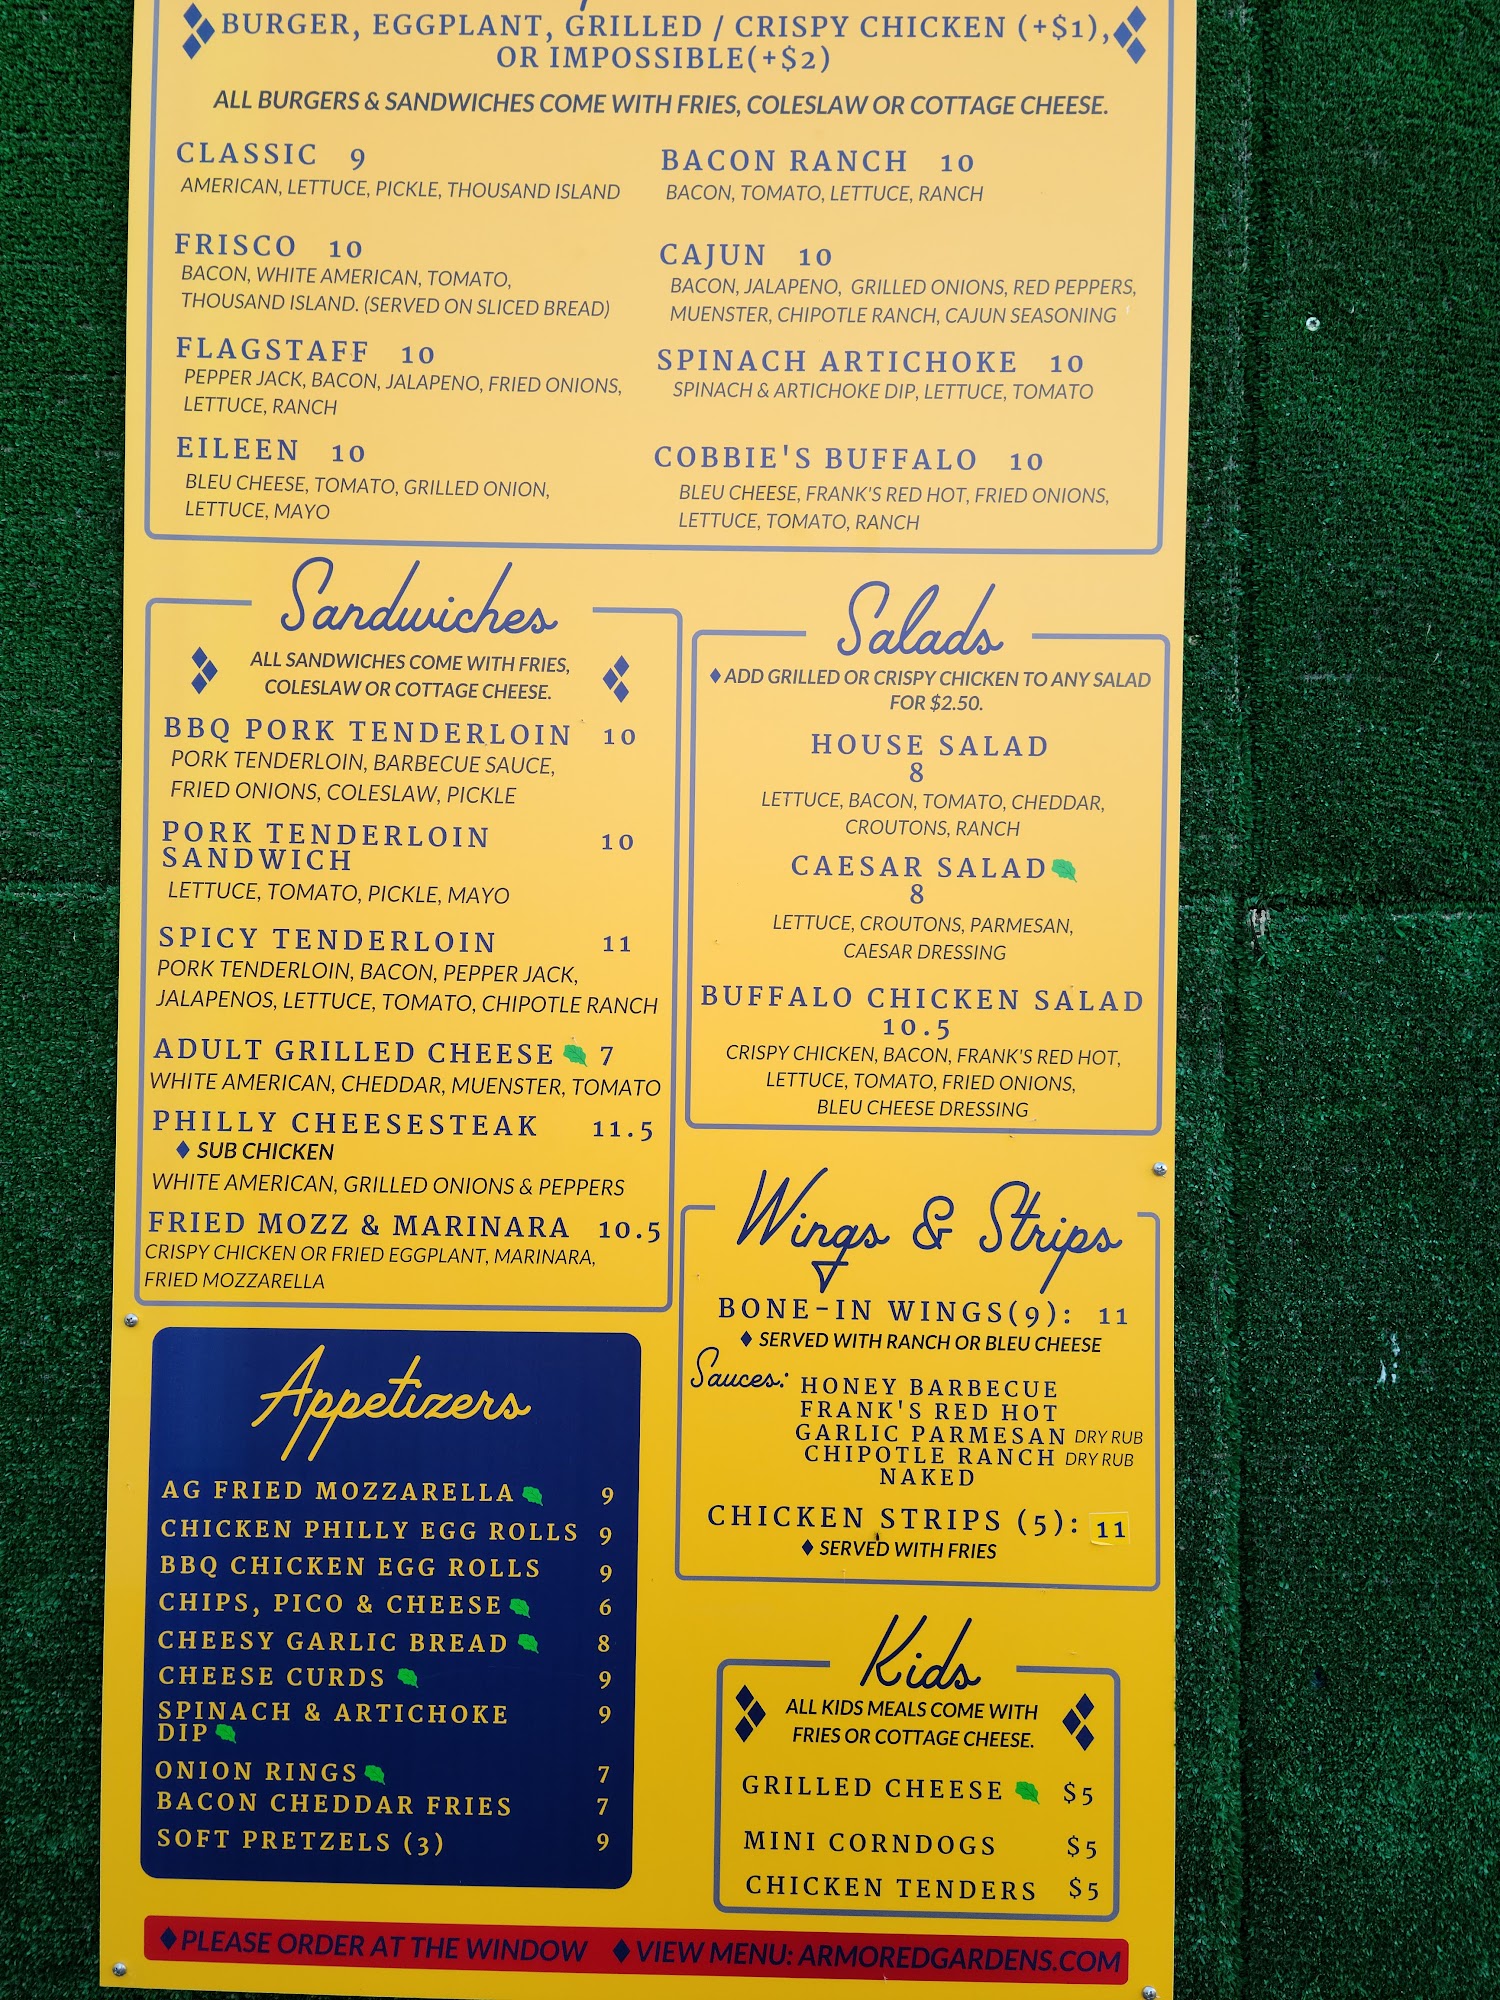 BURGER, EGGPLANT, GRILLED / CRISPY CHICKEN (+$1),
OR IMPOSSIBLE(+$2)
ALL BURGERS & SANDWICHES COME WITH FRIES, COLESLAW OR COTTAGE CHEESE.
CLASSIC 9
AMERICAN, LETTUCE, PICKLE, THOUSAND ISLAND
FRISCO 10
BACON, WHITE AMERICAN, TOMATO,
THOUSAND ISLAND. (SERVED ON SLICED BREAD)
FLAGSTAFF 10
PEPPER JACK, BACON, JALAPENO, FRIED ONIONS,
LETTUCE, RANCH
EILEEN 10
BLEU CHEESE, TOMATO, GRILLED ONION,
LETTUCE, MAYO
BACON RANCH 10
BACON, TOMATO, LETTUCE, RANCH
CAJUN 10
BACON, JALAPENO, GRILLED ONIONS, RED PEPPERS,
MUENSTER, CHIPOTLE RANCH, CAJUN SEASONING
SPINACH ARTICHOKE 10
SPINACH & ARTICHOKE DIP, LETTUCE, TOMATO
COBBIE'S BUFFALO 10
BLEU CHEESE, FRANK'S RED HOT, FRIED ONIONS,
LETTUCE, TOMATO, RANCH
Sandwiches
ALL SANDWICHES COME WITH FRIES,
COLESLAW OR COTTAGE CHEESE.
BBQ PORK TENDERLOIN 10
PORK TENDERLOIN, BARBECUE SAUCE,
FRIED ONIONS, COLESLAW, PICKLE
PORK TENDERLOIN 10
SANDWICH
LETTUCE, TOMATO, PICKLE, MAYO
SPICY TENDERLOIN 11
PORK TENDERLOIN, BACON, PEPPER JACK,
JALAPENOS, LETTUCE, TOMATO, CHIPOTLE RANCH
ADULT GRILLED CHEESE 7
WHITE AMERICAN, CHEDDAR, MUENSTER, TOMATO
PHILLY CHEESESTEAK 11.5
♦ SUB CHICKEN
WHITE AMERICAN, GRILLED ONIONS & PEPPERS
FRIED MOZZ & MARINARA 10.5
CRISPY CHICKEN OR FRIED EGGPLANT, MARINARA,
FRIED MOZZARELLA
Salads
♦ ADD GRILLED OR CRISPY CHICKEN TO ANY SALAD
FOR $2.50.
HOUSE SALAD
8
LETTUCE, BACON, TOMATO, CHEDDAR,
CROUTONS, RANCH
CAESAR SALAD
8
LETTUCE, CROUTONS, PARMESAN,
CAESAR DRESSING
BUFFALO CHICKEN SALAD
10.5
CRISPY CHICKEN, BACON, FRANK'S RED HOT,
LETTUCE, TOMATO, FRIED ONIONS,
BLEU CHEESE DRESSING
Wings & Strips
BONE-IN WINGS(9): 11
♦ SERVED WITH RANCH OR BLEU CHEESE
Sauces: HONEY BARBECUE
FRANK'S RED HOT
GARLIC PARMESAN DRY RUB
CHIPOTLE RANCH DRY RUB
NAKED
CHICKEN STRIPS (5): 11
♦ SERVED WITH FRIES
Appetizers
AG FRIED MOZZARELLA 9
CHICKEN PHILLY EGG ROLLS 9
BBQ CHICKEN EGG ROLLS 9
CHIPS, PICO & CHEESE 6
CHEESY GARLIC BREAD 8
CHEESE CURDS 9
SPINACH & ARTICHOKE 9
DIP
ONION RINGS 7
BACON CHEDDAR FRIES 7
SOFT PRETZELS (3) 9
Kids
ALL KIDS MEALS COME WITH
FRIES OR COTTAGE CHEESE.
GRILLED CHEESE $5
MINI CORNDOGS $5
CHICKEN TENDERS $5
♦ PLEASE ORDER AT THE WINDOW ♦ VIEW MENU: ARMOREDGARDENS.COM